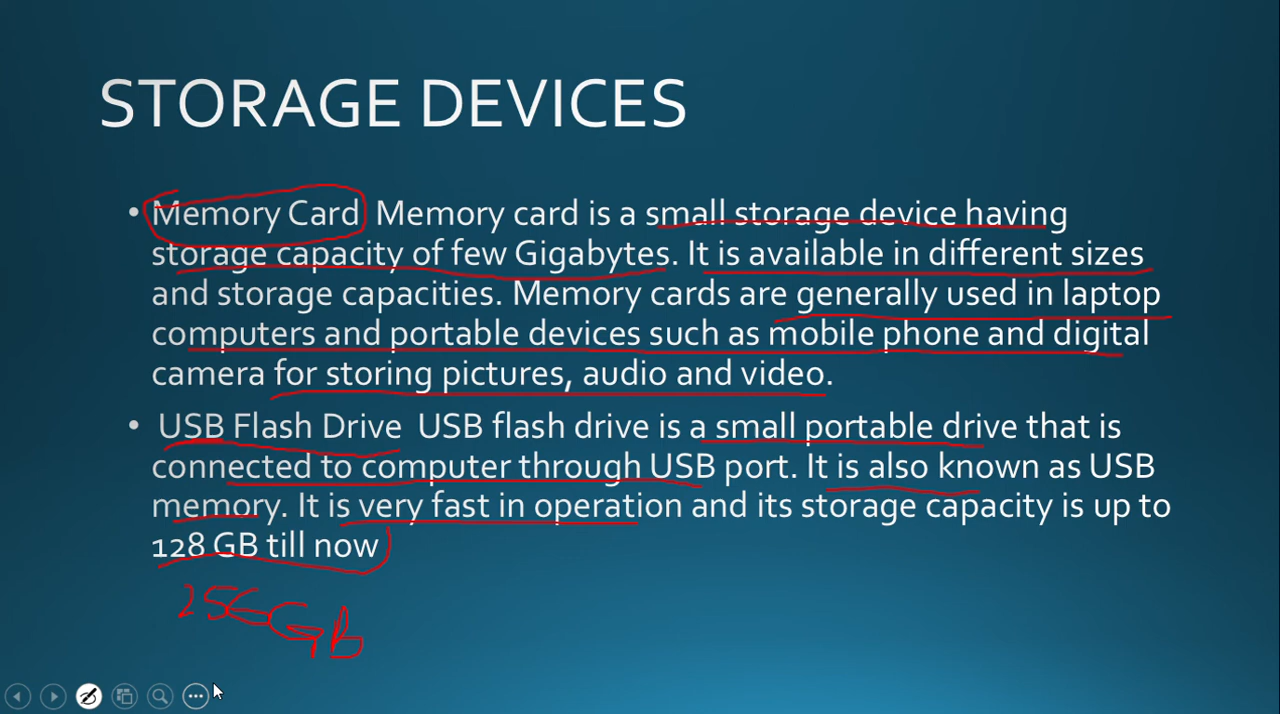 STORAGE DEVICES
• Memory Card Memory card is a small storage device having
storage capacity of few Gigabytes. It is available in different sizes
and storage capacities. Memory cards are generally used in laptop
computers and portable devices such as mobile phone and digital
camera for storing pictures, audio and video.
• USB Flash Drive USB flash drive is a small portable drive that is
connected to computer through USB port. It is also known as USB
memory. It is very fast in operation and its storage capacity is up to
128 GB till now
256 GB